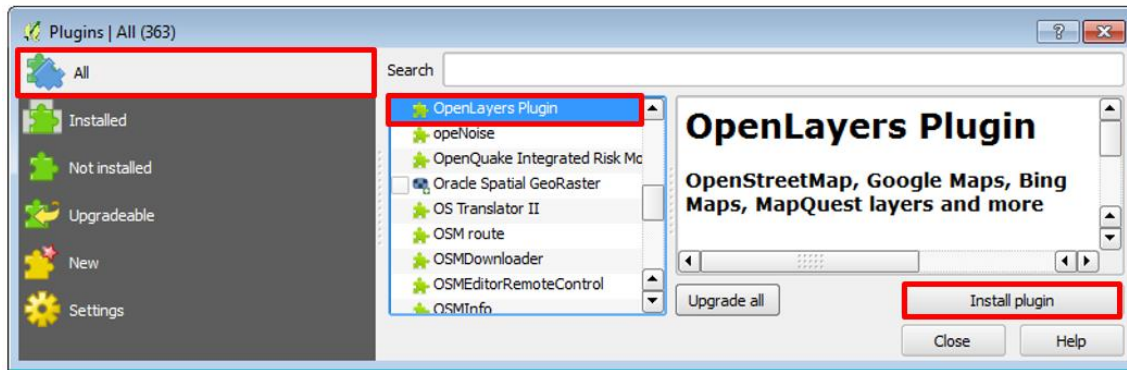 Plugins | All (363)
All
Installed
Not installed
Upgradeable
New
Settings
Search
OpenLayers Plugin
opeNoise
OpenQuake Integrated Risk Mo
Oracle Spatial GeoRaster
OS Translator II
OSM route
OSMDownloader
OSMEditorRemoteControl
OSMInfo
OpenLayers Plugin
OpenStreetMap, Google Maps, Bing
Maps, MapQuest layers and more
Upgrade all
Install plugin
Close
Help